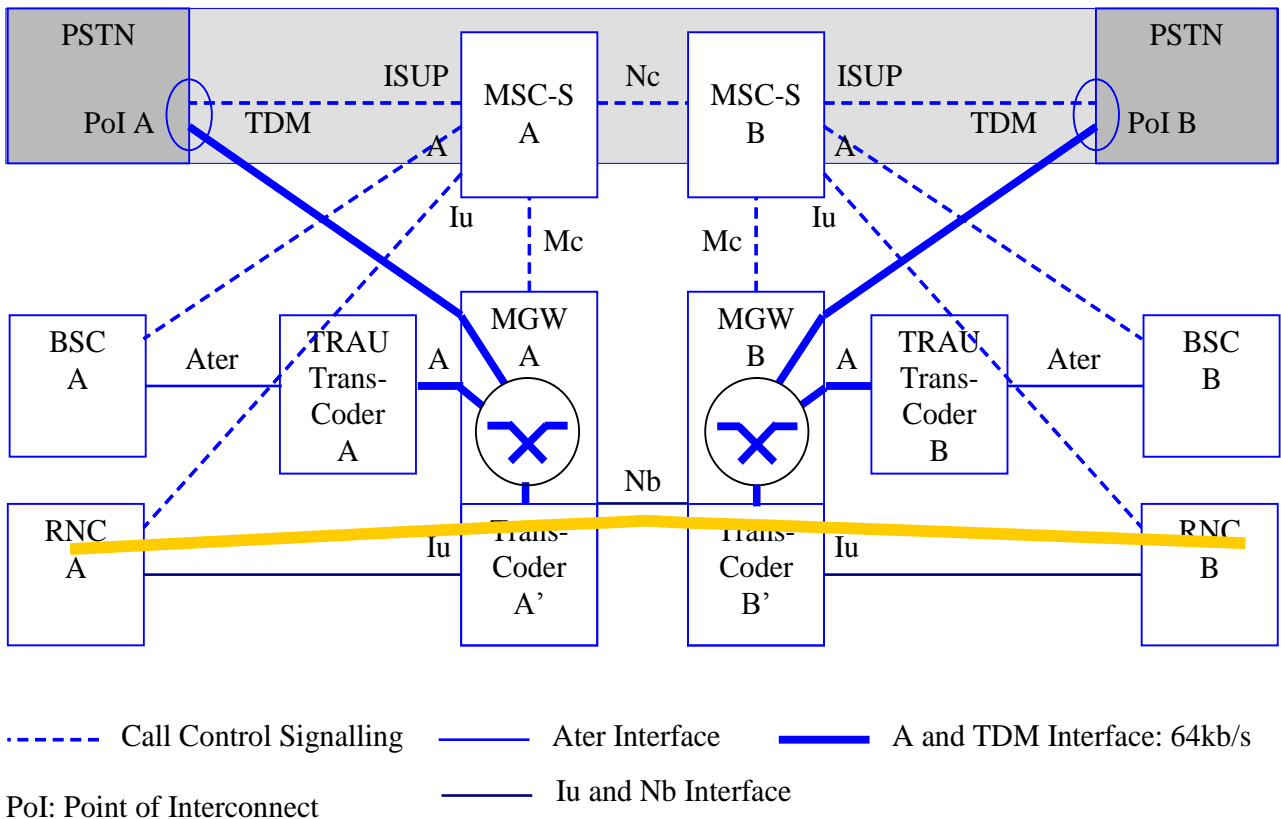 PSTN
PSTN
ISUP
MSC-S
A
Nc
MSC-S
B
ISUP
PoI A
TDM
TDM
PoI B
A
A
Iu
Iu
Mc
Mc
BSC
A
Ater
TRAU
Trans-
Coder
A
A
MGW
A
MGW
B
A
TRAU
Trans-
Coder
B
Ater
BSC
B
Nb
RNC
A
Iu
Trans-
Coder
A’
Trans-
Coder
B’
Iu
RNC
B
Call Control Signalling
Ater Interface
A and TDM Interface: 64kb/s
PoI: Point of Interconnect
Iu and Nb Interface